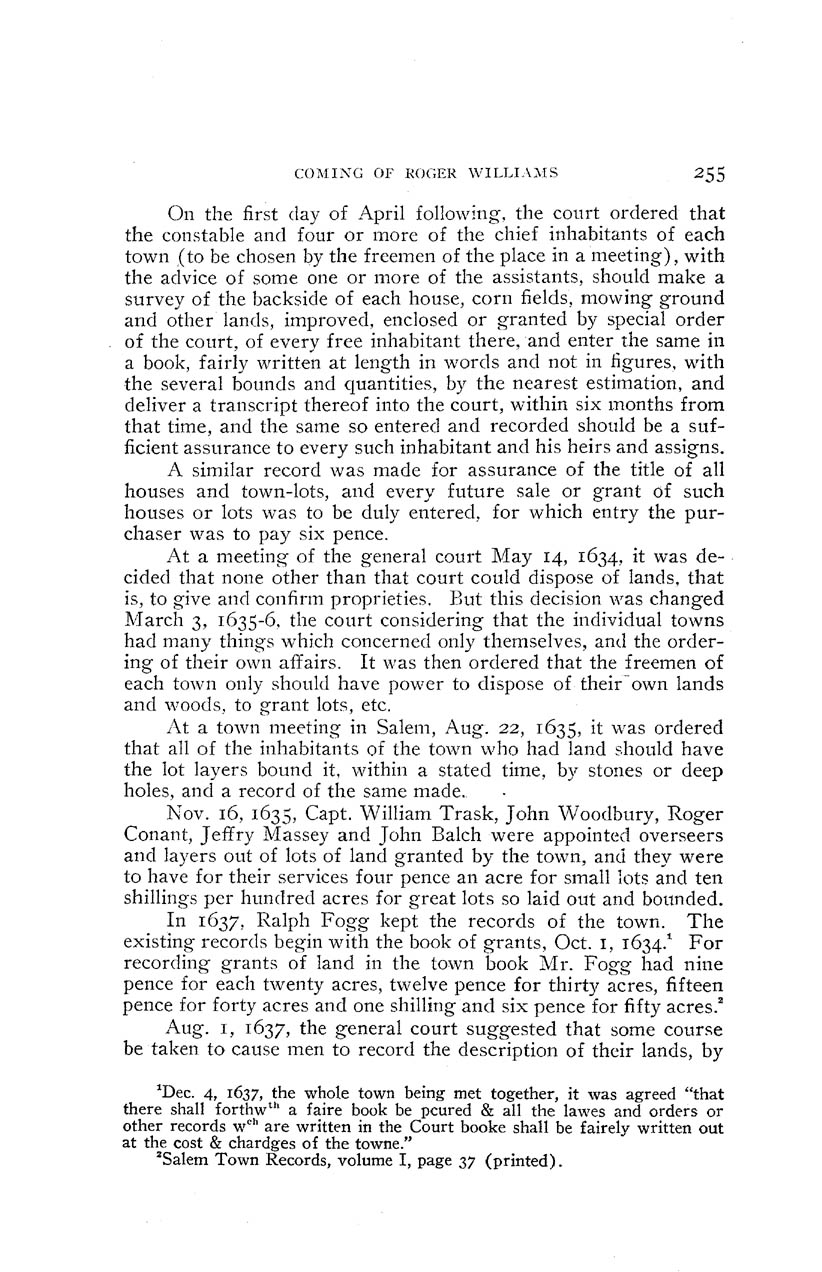 COMING OF ROGER WILLIAMS 255
On the first day of April following, the court ordered that
the constable and four or more of the chief inhabitants of each
town (to be chosen by the freemen of the place in a meeting), with
the advice of some one or more of the assistants, should make a
survey of the backside of each house, corn fields, mowing ground
and other lands, improved, enclosed or granted by special order
of the court, of every free inhabitant there, and enter the same in
a book, fairly written at length in words and not in figures, with
the several bounds and quantities, by the nearest estimation, and
deliver a transcript thereof into the court, within six months from
that time, and the same so entered and recorded should be a suf-
ficient assurance to every such inhabitant and his heirs and assigns.
A similar record was made for assurance of the title of all
houses and town-lots, and every future sale or grant of such
houses or lots was to be duly entered, for which entry the pur-
chaser was to pay six pence.
At a meeting of the general court May 14, 1634, it was de-
cided that none other than that court could dispose of lands, that
is, to give and confirm proprieties. But this decision was changed
March 3, 1635-6, the court considering that the individual towns
had many things which concerned only themselves, and the order-
ing of their own affairs. It was then ordered that the freemen of
each town only should have power to dispose of their own lands
and woods, to grant lots, etc.
At a town meeting in Salem, Aug. 22, 1635, it was ordered
that all of the inhabitants of the town who had land should have
the lot layers bound it, within a stated time, by stones or deep
holes, and a record of the same made.
Nov. 16, 1635, Capt. William Trask, John Woodbury, Roger
Conant, Jeffry Massey and John Balch were appointed overseers
and layers out of lots of land granted by the town, and they were
to have for their services four pence an acre for small lots and ten
shillings per hundred acres for great lots so laid out and bounded.
In 1637, Ralph Fogg kept the records of the town. The
existing records begin with the book of grants, Oct. 1, 1634.¹ For
recording grants of land in the town book Mr. Fogg had nine
pence for each twenty acres, twelve pence for thirty acres, fifteen
pence for forty acres and one shilling and six pence for fifty acres.²
Aug. 1, 1637, the general court suggested that some course
be taken to cause men to record the description of their lands, by
¹Dec. 4, 1637, the whole town being met together, it was agreed “that
there shall forthwᵗʰ a faire book be pcured & all the lawes and orders or
other records wᶜʰ are written in the Court booke shall be fairely written out
at the cost & chardges of the towne.”
²Salem Town Records, volume I, page 37 (printed).